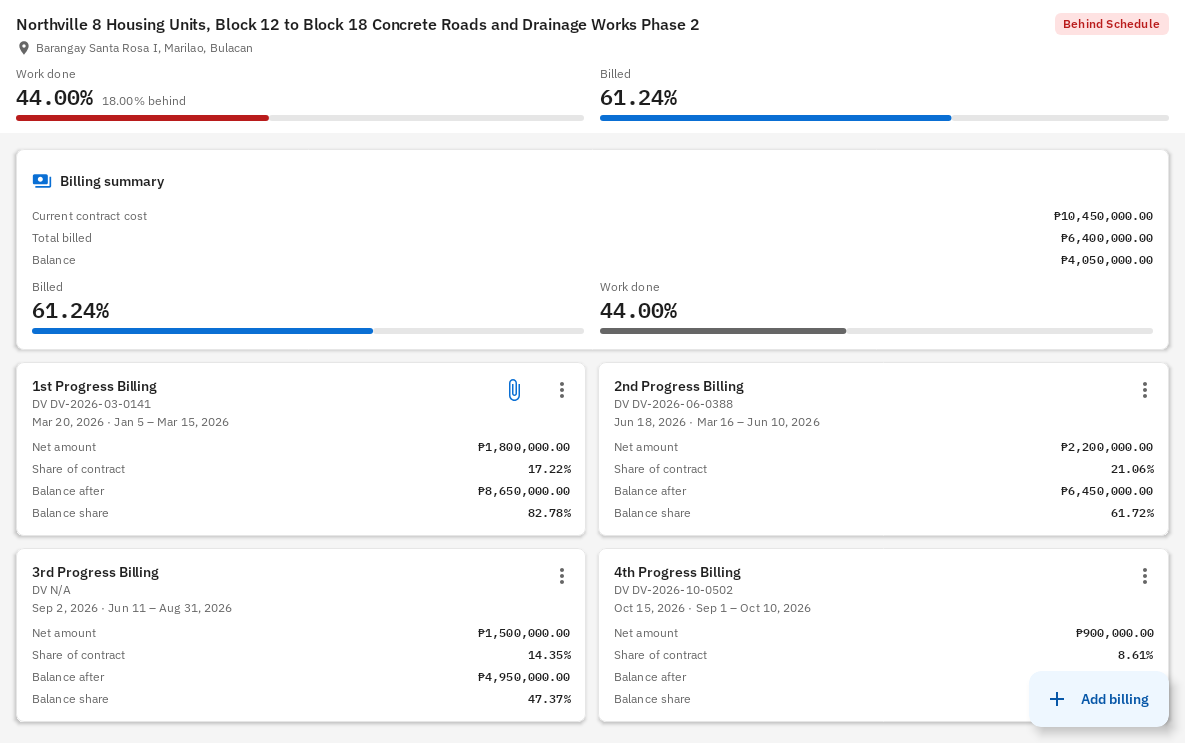 Northville 8 Housing Units, Block 12 to Block 18 Concrete Roads and Drainage Works Phase 2
Behind Schedule
Barangay Santa Rosa I, Marilao, Bulacan
Work done
44.00% 18.00% behind
Billed
61.24%
Billing summary
Current contract cost ₱10,450,000.00
Total billed ₱6,400,000.00
Balance ₱4,050,000.00
Billed
61.24%
Work done
44.00%
1st Progress Billing
DV DV-2026-03-0141
Mar 20, 2026 · Jan 5 – Mar 15, 2026
Net amount ₱1,800,000.00
Share of contract 17.22%
Balance after ₱8,650,000.00
Balance share 82.78%
2nd Progress Billing
DV DV-2026-06-0388
Jun 18, 2026 · Mar 16 – Jun 10, 2026
Net amount ₱2,200,000.00
Share of contract 21.06%
Balance after ₱6,450,000.00
Balance share 61.72%
3rd Progress Billing
DV N/A
Sep 2, 2026 · Jun 11 – Aug 31, 2026
Net amount ₱1,500,000.00
Share of contract 14.35%
Balance after ₱4,950,000.00
Balance share 47.37%
4th Progress Billing
DV DV-2026-10-0502
Oct 15, 2026 · Sep 1 – Oct 10, 2026
Net amount ₱900,000.00
Share of contract 8.61%
Balance after
Balance share
Add billing